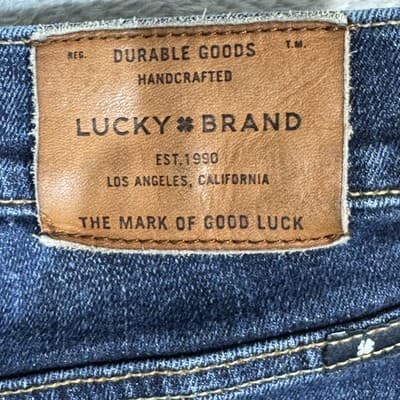 REG. DURABLE GOODS T.M.
HANDCRAFTED
LUCKY BRAND
EST.1990
LOS ANGELES, CALIFORNIA
THE MARK OF GOOD LUCK